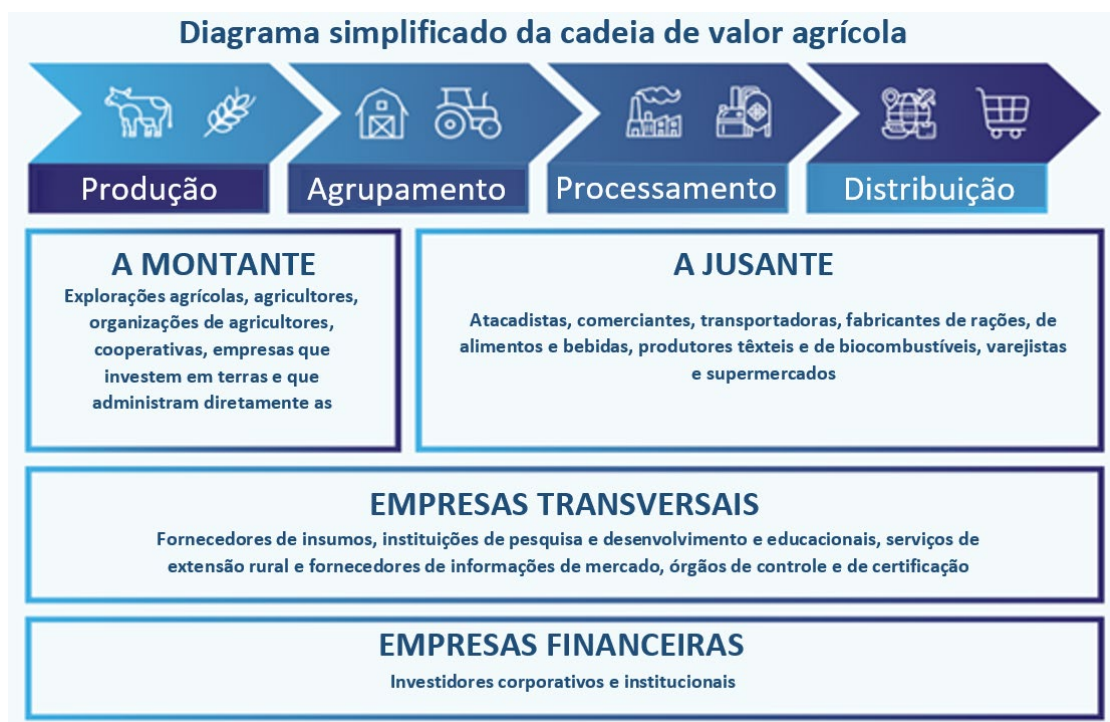 Diagrama simplificado da cadeia de valor agrícola
Produção
Agrupamento
Processamento
Distribuição
A MONTANTE
Explorações agrícolas, agricultores,
organizações de agricultores,
cooperativas, empresas que
investem em terras e que
administram diretamente as
A JUSANTE
Atacadistas, comerciantes, transportadoras, fabricantes de rações, de
alimentos e bebidas, produtores têxteis e de biocombustíveis, varejistas
e supermercados
EMPRESAS TRANSVERSAIS
Fornecedores de insumos, instituições de pesquisa e desenvolvimento e educacionais, serviços de
extensão rural e fornecedores de informações de mercado, órgãos de controle e de certificação
EMPRESAS FINANCEIRAS
Investidores corporativos e institucionais